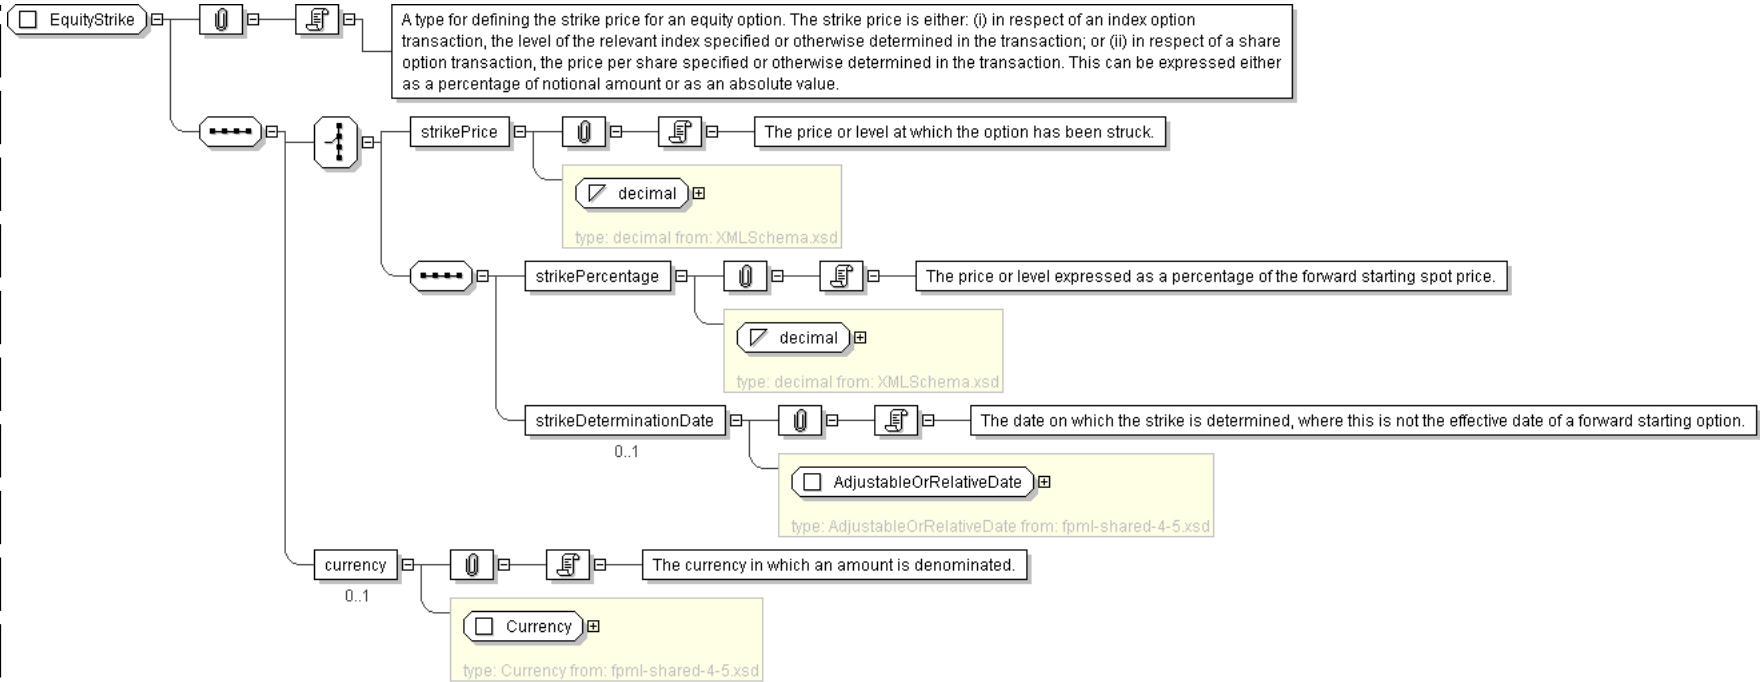 EquityStrike
A type for defining the strike price for an equity option. The strike price is either: (i) in respect of an index option
transaction, the level of the relevant index specified or otherwise determined in the transaction; or (ii) in respect of a share
option transaction, the price per share specified or otherwise determined in the transaction. This can be expressed either
as a percentage of notional amount or as an absolute value.
strikePrice
The price or level at which the option has been struck.
decimal
type: decimal from: XMLSchema.xsd
strikePercentage
The price or level expressed as a percentage of the forward starting spot price.
decimal
type: decimal from: XMLSchema.xsd
strikeDeterminationDate
The date on which the strike is determined, where this is not the effective date of a forward starting option.
0..1
AdjustableOrRelativeDate
type: AdjustableOrRelativeDate from: fpml-shared-4-5.xsd
currency
The currency in which an amount is denominated.
0..1
Currency
type: Currency from: fpml-shared-4-5.xsd